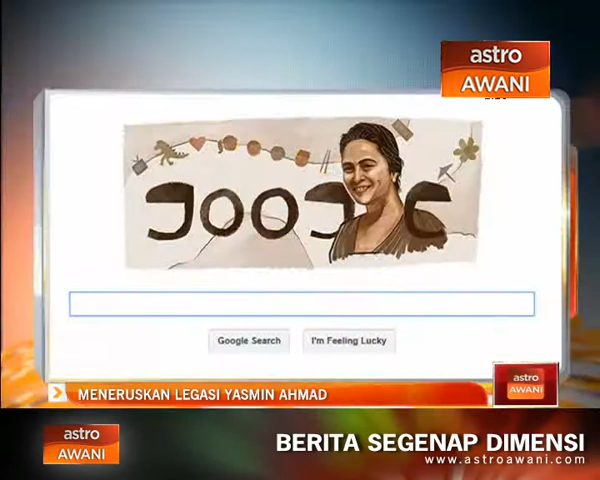 astro
AWANI
Google Search
I'm Feeling Lucky
MENERUSKAN LEGASI YASMIN AHMAD
astro
AWANI
astro
AWANI
BERITA SEGENAP DIMENSI
www.astroawani.com